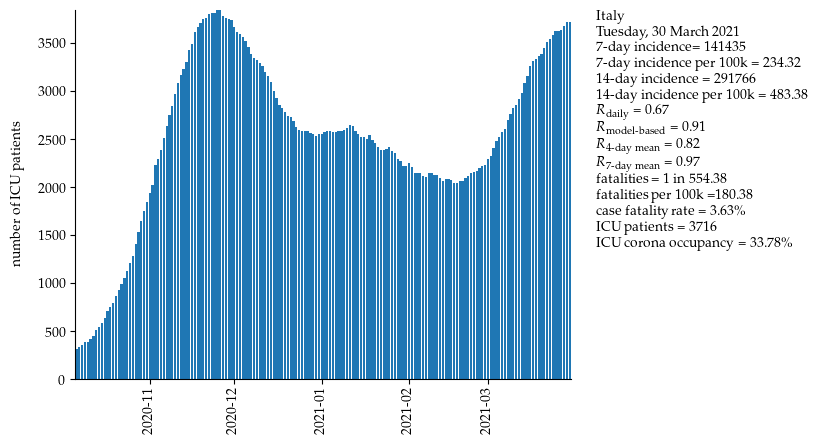 Italy
Tuesday, 30 March 2021
7-day incidence= 141435
7-day incidence per 100k = 234.32
14-day incidence = 291766
14-day incidence per 100k = 483.38
Rdaily = 0.67
Rmodel-based = 0.91
R4-day mean = 0.82
R7-day mean = 0.97
fatalities = 1 in 554.38
fatalities per 100k =180.38
case fatality rate = 3.63%
ICU patients = 3716
ICU corona occupancy = 33.78%
number of ICU patients
3500
3000
2500
2000
1500
1000
500
0
2020-11
2020-12
2021-01
2021-02
2021-03